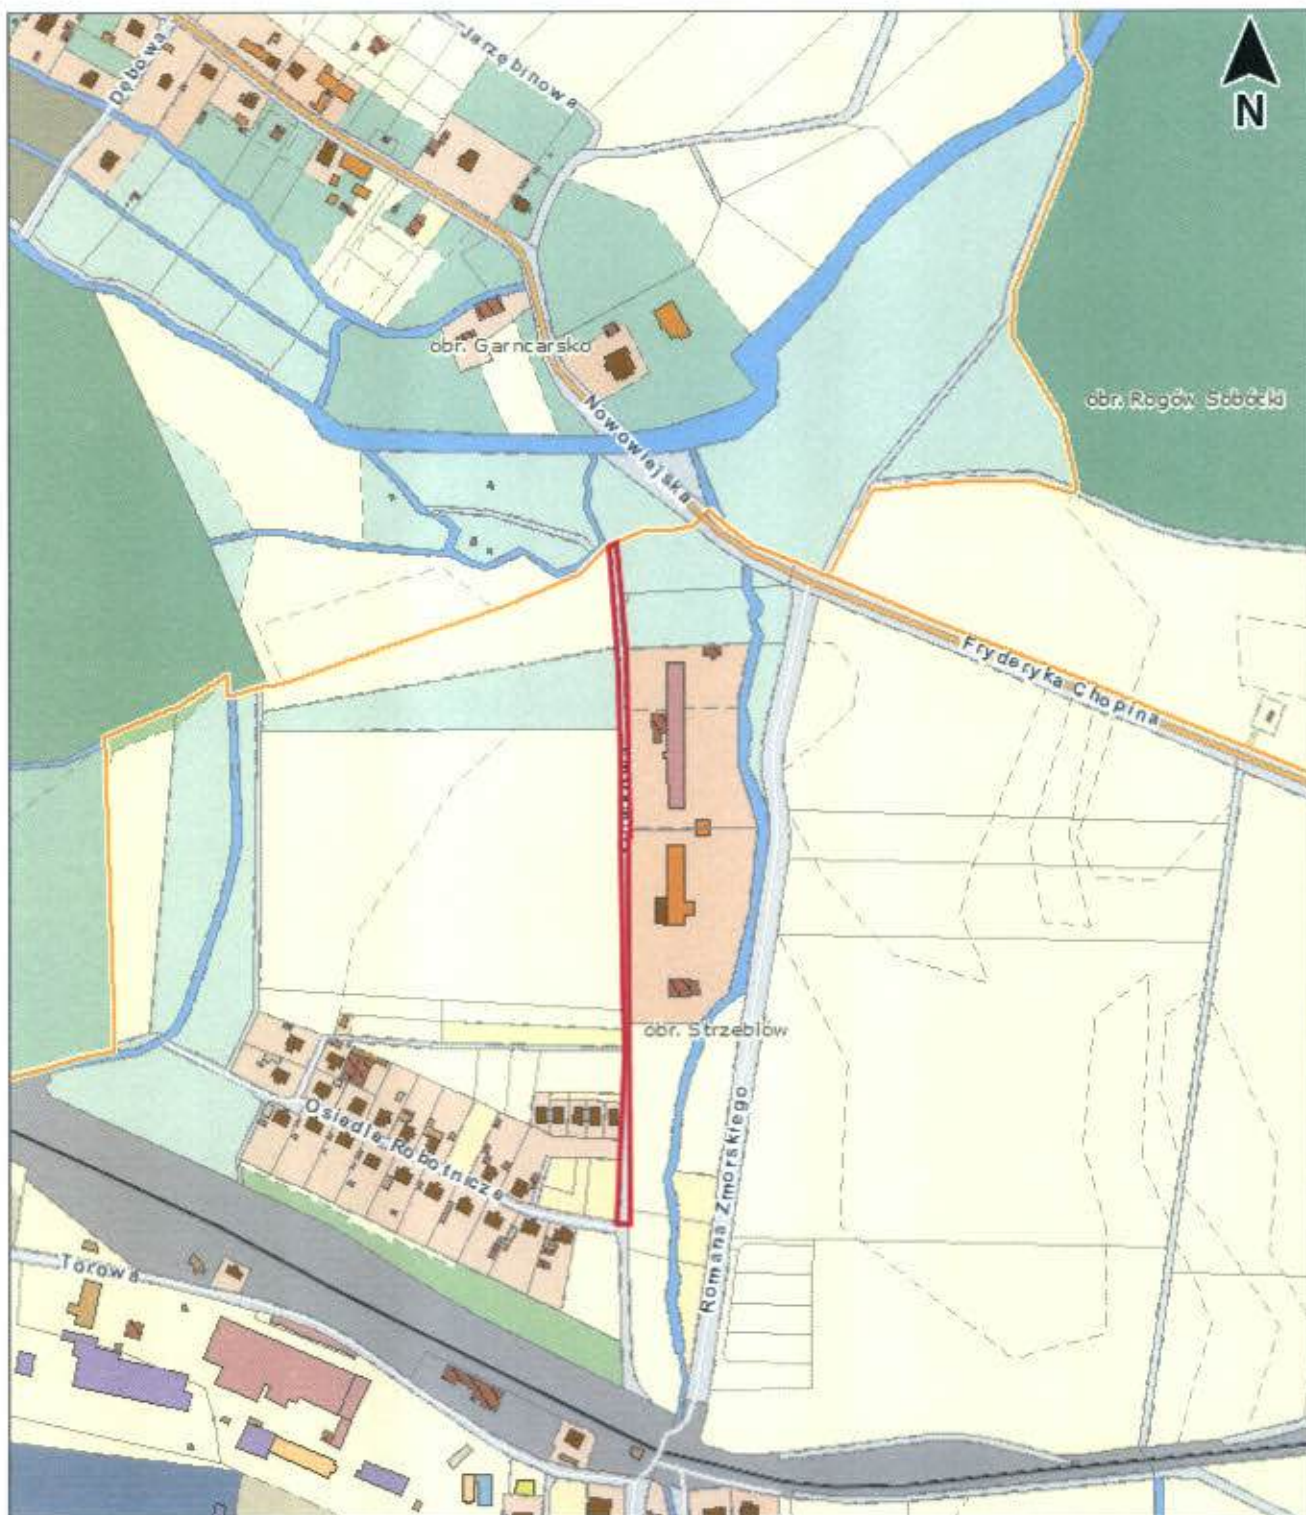 Jarzębinowa
Dębowa
N
obr. Garncarsko
obr. Rogów Sobócki
Nowowiejska
Fryderyka Chopina
obr. Strzeblów
Osiedle Robotnicze
Romana Zmorskiego
Torowa